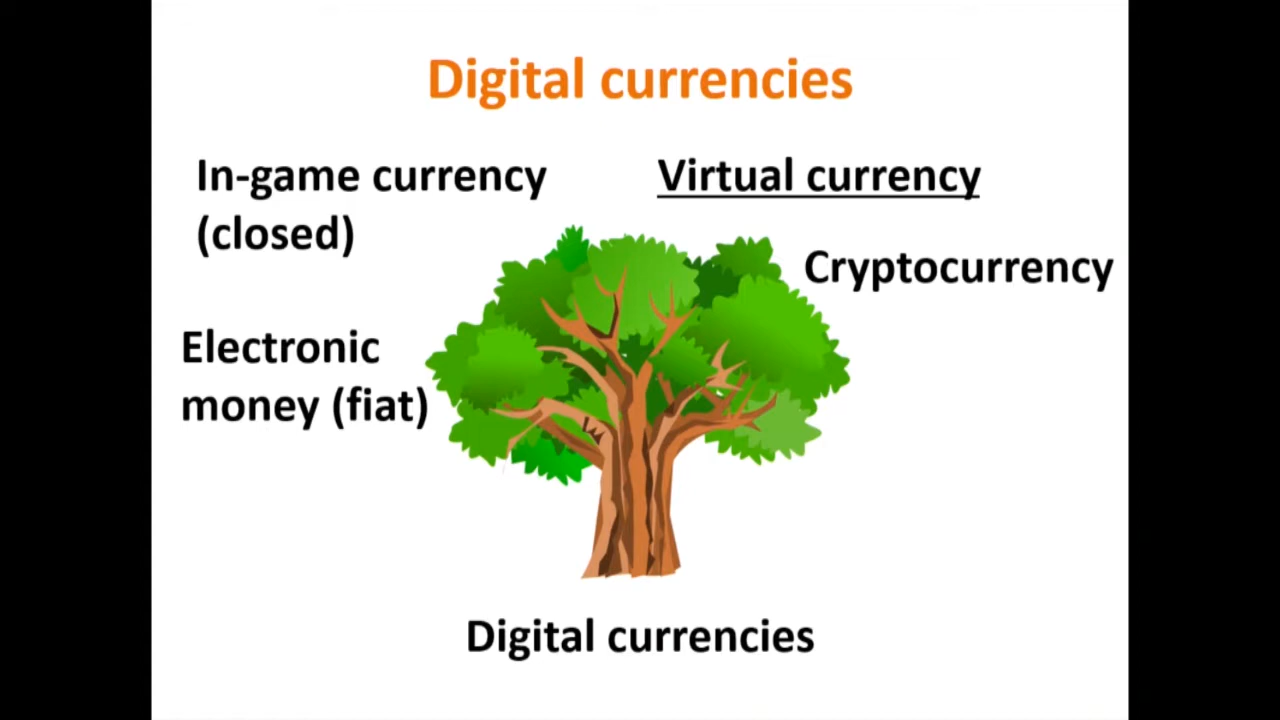 Digital currencies
In-game currency
(closed)
Virtual currency
Cryptocurrency
Electronic
money (fiat)
Digital currencies